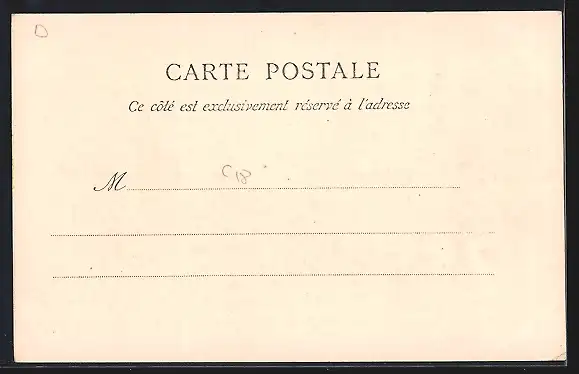 D
CARTE POSTALE
Ce côté est exclusivement réservé à l'adresse
C18
M